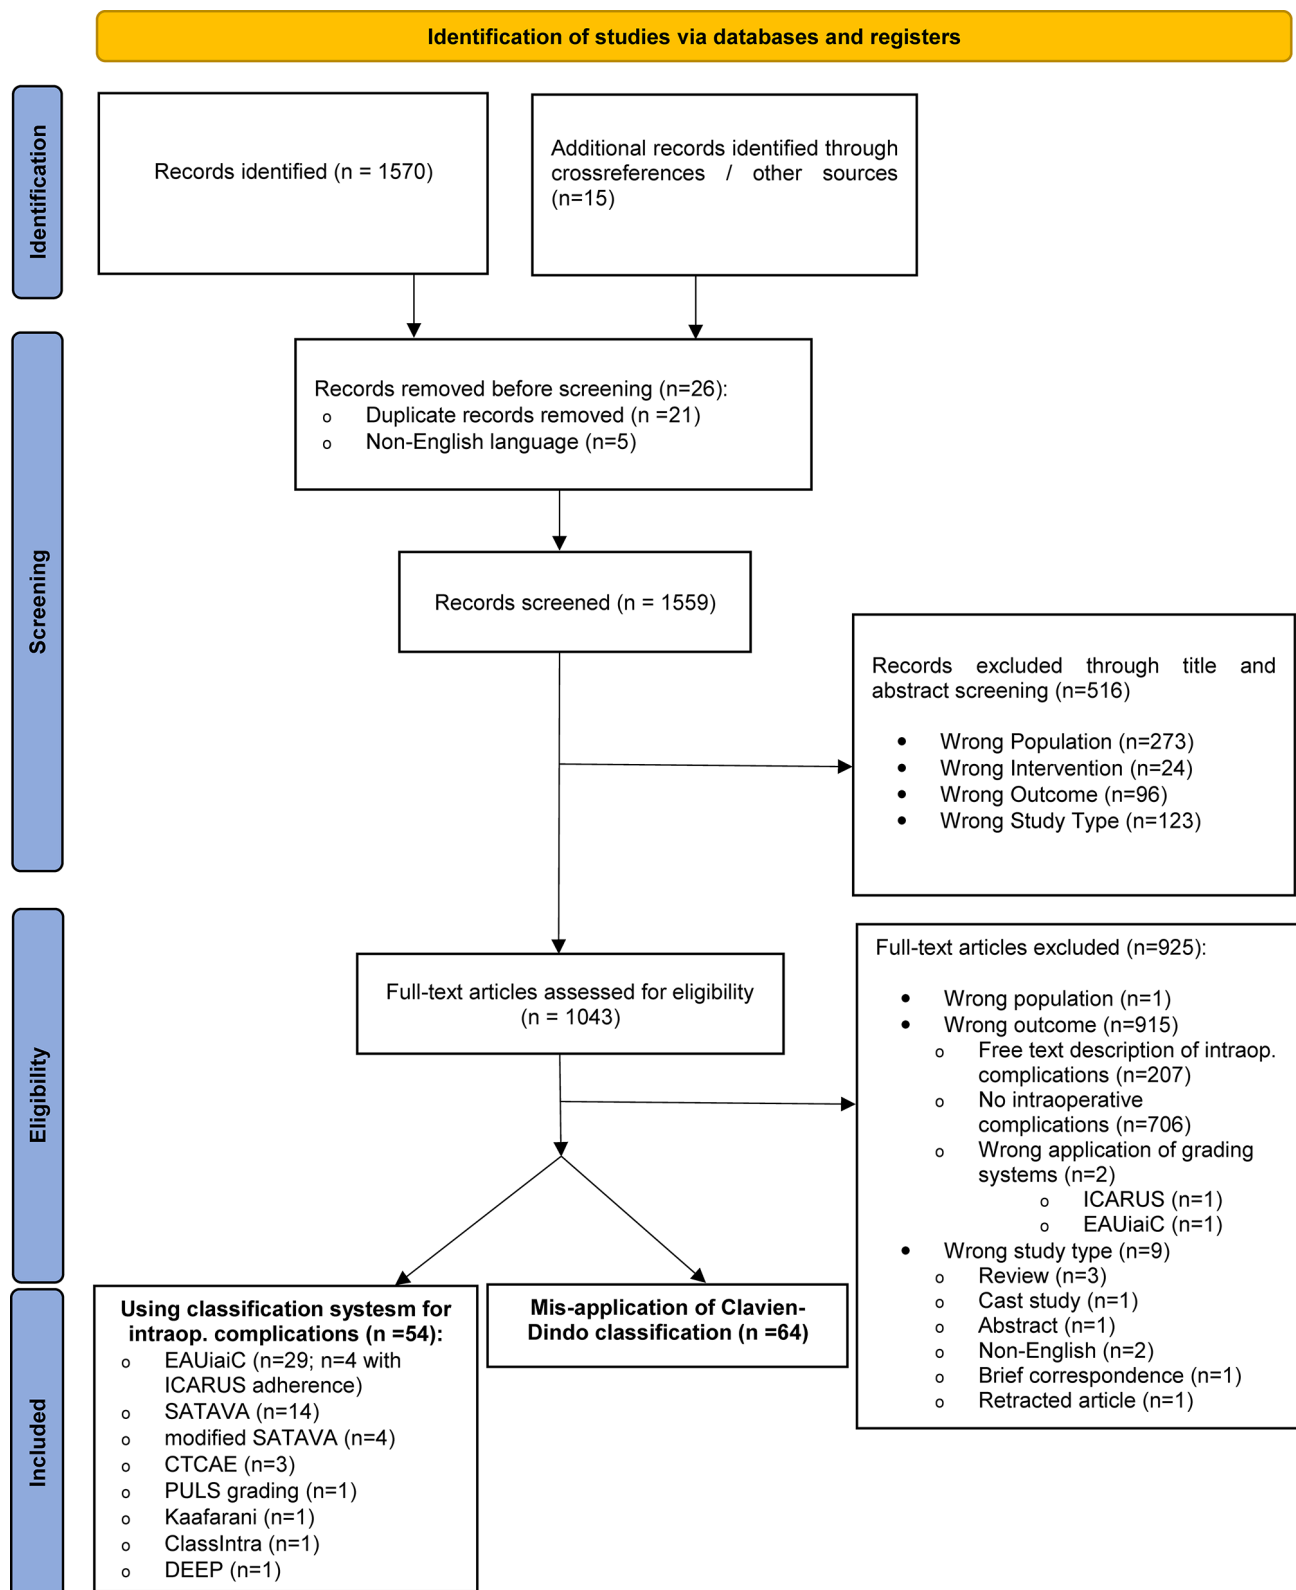 Identification of studies via databases and registers
Identification
Records identified (n = 1570)
Additional records identified through
crossreferences / other sources
(n=15)
Screening
Records removed before screening (n=26):
o Duplicate records removed (n =21)
o Non-English language (n=5)
Records screened (n = 1559)
Records excluded through title and
abstract screening (n=516)
• Wrong Population (n=273)
• Wrong Intervention (n=24)
• Wrong Outcome (n=96)
• Wrong Study Type (n=123)
Eligibility
Full-text articles assessed for eligibility
(n = 1043)
Full-text articles excluded (n=925):
• Wrong population (n=1)
• Wrong outcome (n=915)
o Free text description of intraop.
complications (n=207)
o No intraoperative
complications (n=706)
o Wrong application of grading
systems (n=2)
o ICARUS (n=1)
o EAUiaiC (n=1)
• Wrong study type (n=9)
o Review (n=3)
o Cast study (n=1)
o Abstract (n=1)
o Non-English (n=2)
o Brief correspondence (n=1)
o Retracted article (n=1)
Included
Using classification systesm for
intraop. complications (n =54):
o EAUiaiC (n=29; n=4 with
ICARUS adherence)
o SATAVA (n=14)
o modified SATAVA (n=4)
o CTCAE (n=3)
o PULS grading (n=1)
o Kaafarani (n=1)
o ClassIntra (n=1)
o DEEP (n=1)
Mis-application of Clavien-
Dindo classification (n =64)